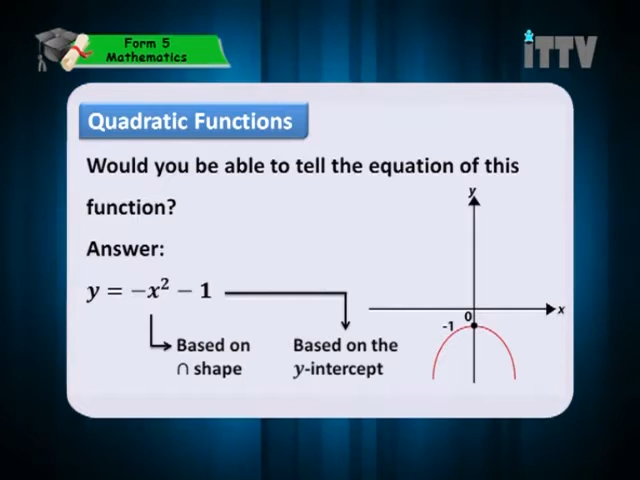 Form 5
Mathematics
iTTV
Quadratic Functions
Would you be able to tell the equation of this
function?
Answer:
y = −x² − 1
Based on
∩ shape
Based on the
y-intercept
y
x
0
-1